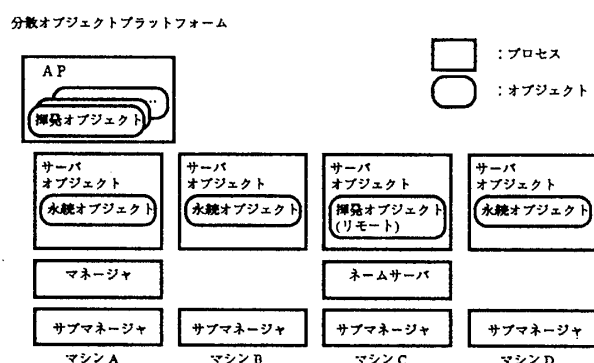 分散オブジェクトプラットフォーム
AP
揮発オブジェクト
：プロセス
：オブジェクト
サーバ
オブジェクト
永続オブジェクト
サーバ
オブジェクト
永続オブジェクト
サーバ
オブジェクト
揮発オブジェクト
(リモート)
サーバ
オブジェクト
永続オブジェクト
マネージャ
ネームサーバ
サブマネージャ
サブマネージャ
サブマネージャ
サブマネージャ
マシンA
マシンB
マシンC
マシンD